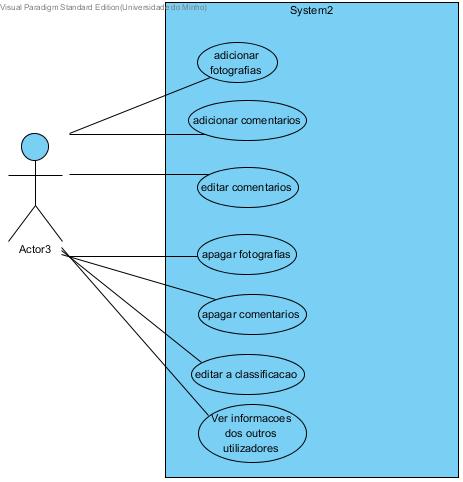 Visual Paradigm Standard Edition(Universidade do Minho)
System2
adicionar
fotografias
adicionar comentarios
editar comentarios
Actor3
apagar fotografias
apagar comentarios
editar a classificacao
Ver informacoes
dos outros
utilizadores